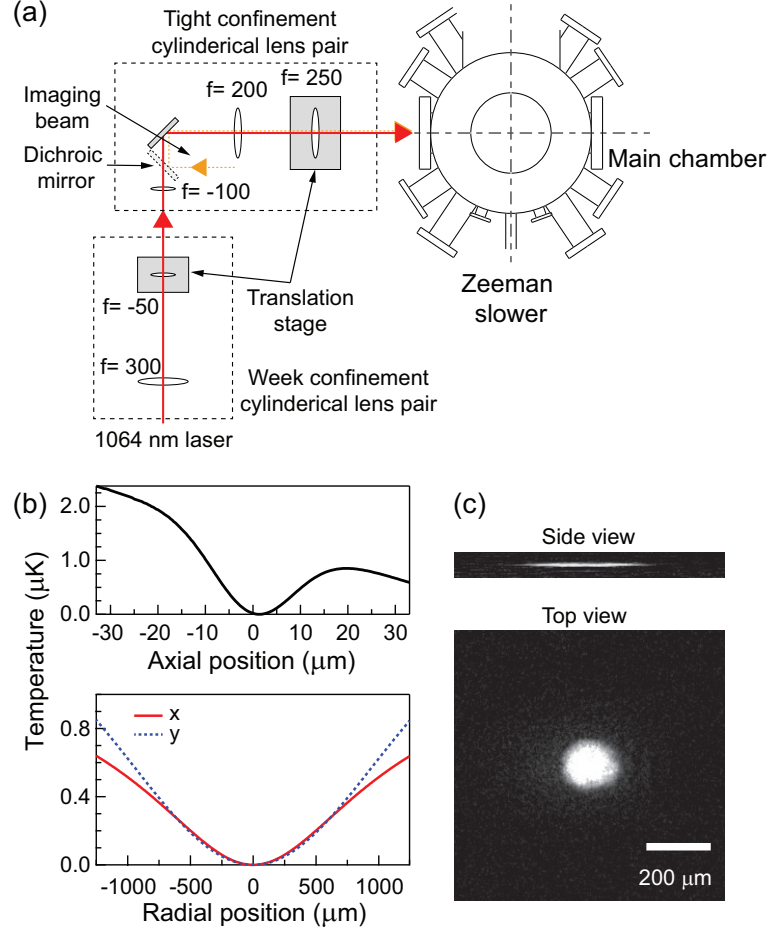 (a)
Tight confinement
cylinderical lens pair
f= 200
f= 250
Imaging
beam
Dichroic
mirror
f= -100
Main chamber
Zeeman
slower
Translation
stage
f= -50
f= 300
Week confinement
cylinderical lens pair
1064 nm laser
(b)
Temperature (μK)
2.0
1.0
0.0
-30 -20 -10 0 10 20 30
Axial position (μm)
0.8
0.4
0.0
x
y
-1000 -500 0 500 1000
Radial position (μm)
(c)
Side view
Top view
200 μm